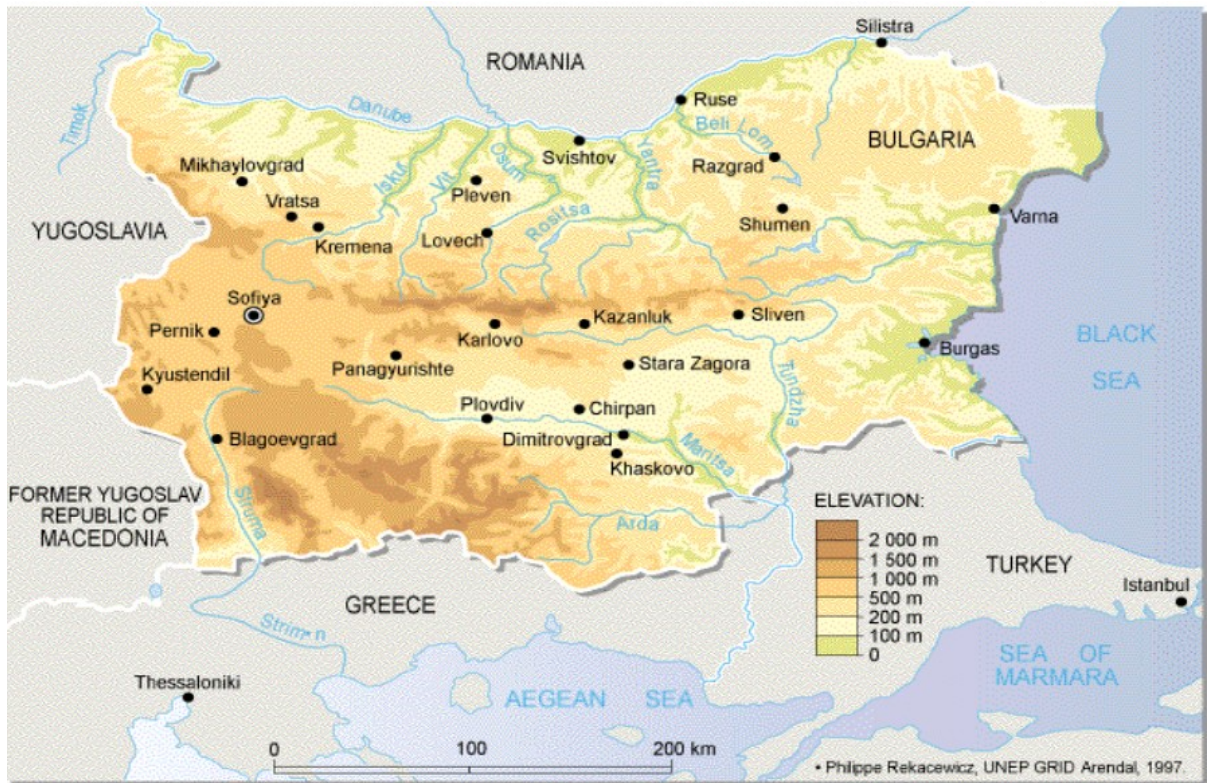 Silistra
ROMANIA
Ruse
Danube
Timok
Beli Lom
BULGARIA
Svishtov
Yantra
Razgrad
Mikhaylovgrad
Iskur
Vit
Osum
Pleven
Vratsa
Kremena
Lovech
Rositsa
Shumen
Varna
YUGOSLAVIA
Sofiya
Pernik
Karlovo
Kazanluk
Sliven
BLACK
SEA
Burgas
Panagyurishte
Stara Zagora
Kyustendil
Plovdiv
Chirpan
Tundzha
Blagoevgrad
Dimitrovgrad
Maritsa
Khaskovo
FORMER YUGOSLAV
REPUBLIC OF
MACEDONIA
Struma
Arda
ELEVATION:
2 000 m
1 500 m
1 000 m
500 m
200 m
100 m
0
TURKEY
Istanbul
GREECE
Strim•n
SEA OF
MARMARA
Thessaloniki
AEGEAN SEA
0 100 200 km
• Philippe Rekacewicz, UNEP GRID Arendal, 1997.